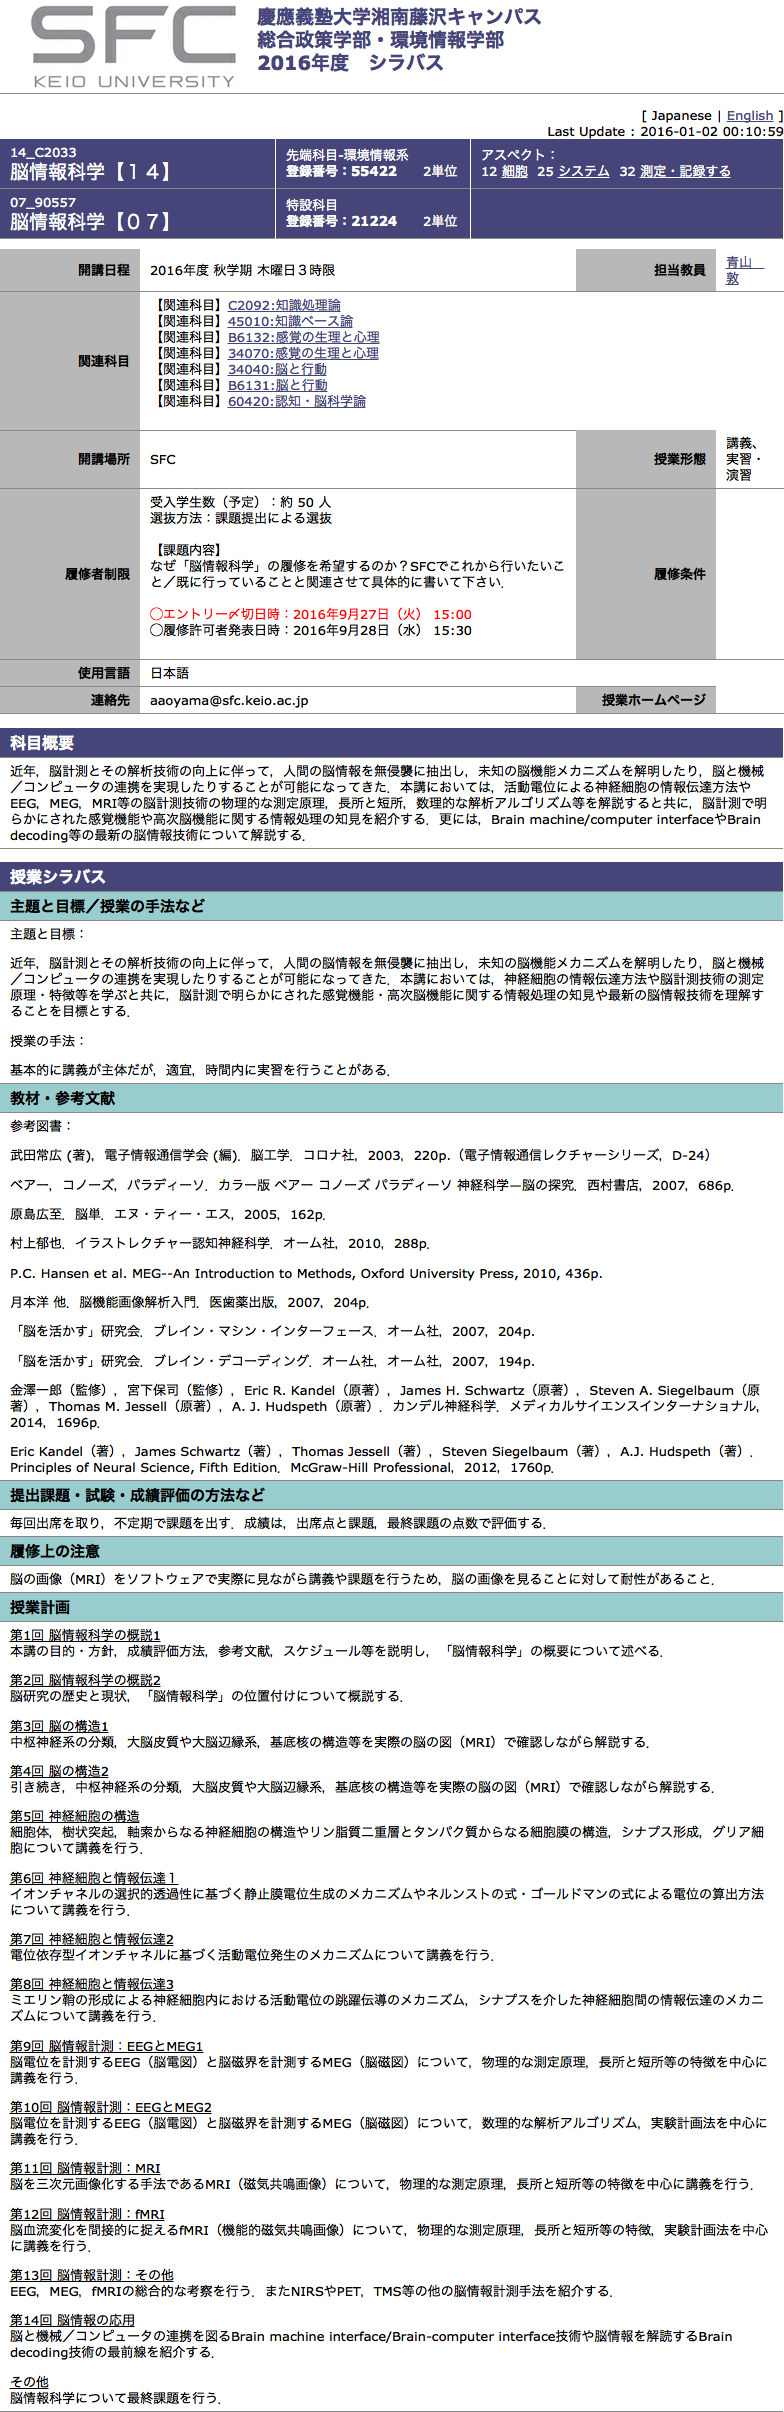 SFC
KEIO UNIVERSITY
慶應義塾大学湘南藤沢キャンパス
総合政策学部・環境情報学部
2016年度　シラバス
[ Japanese | English ]
Last Update : 2016-01-02 00:10:59
14_C2033
脳情報科学【１４】
先端科目-環境情報系
登録番号：55422　　2単位
アスペクト：
12 細胞  25 システム  32 測定・記録する
07_90557
脳情報科学【０７】
特設科目
登録番号：21224　　2単位
開講日程
2016年度 秋学期 木曜日３時限
担当教員
青山　
敦
関連科目
【関連科目】C2092:知識処理論
【関連科目】45010:知識ベース論
【関連科目】B6132:感覚の生理と心理
【関連科目】34070:感覚の生理と心理
【関連科目】34040:脳と行動
【関連科目】B6131:脳と行動
【関連科目】60420:認知・脳科学論
開講場所
SFC
授業形態
講義、
実習・
演習
履修者制限
受入学生数（予定）：約 50 人
選抜方法：課題提出による選抜
【課題内容】
なぜ「脳情報科学」の履修を希望するのか？SFCでこれから行いたいこ
と／既に行っていることと関連させて具体的に書いて下さい．
◯エントリー〆切日時：2016年9月27日（火） 15:00
◯履修許可者発表日時：2016年9月28日（水） 15:30
履修条件
使用言語
日本語
連絡先
aaoyama@sfc.keio.ac.jp
授業ホームページ
科目概要
近年，脳計測とその解析技術の向上に伴って，人間の脳情報を無侵襲に抽出し，未知の脳機能メカニズムを解明したり，脳と機械
／コンピュータの連携を実現したりすることが可能になってきた．本講においては，活動電位による神経細胞の情報伝達方法や
EEG，MEG，MRI等の脳計測技術の物理的な測定原理，長所と短所，数理的な解析アルゴリズム等を解説すると共に，脳計測で明
らかにされた感覚機能や高次脳機能に関する情報処理の知見を紹介する．更には，Brain machine/computer interfaceやBrain
decoding等の最新の脳情報技術について解説する．
授業シラバス
主題と目標／授業の手法など
主題と目標：
近年，脳計測とその解析技術の向上に伴って，人間の脳情報を無侵襲に抽出し，未知の脳機能メカニズムを解明したり，脳と機械
／コンピュータの連携を実現したりすることが可能になってきた．本講においては，神経細胞の情報伝達方法や脳計測技術の測定
原理・特徴等を学ぶと共に，脳計測で明らかにされた感覚機能・高次脳機能に関する情報処理の知見や最新の脳情報技術を理解す
ることを目標とする．
授業の手法：
基本的に講義が主体だが，適宜，時間内に実習を行うことがある．
教材・参考文献
参考図書：
武田常広 (著)，電子情報通信学会 (編)．脳工学．コロナ社，2003，220p.（電子情報通信レクチャーシリーズ，D-24）
ベアー，コノーズ，パラディーソ．カラー版 ベアー コノーズ パラディーソ 神経科学―脳の探究．西村書店，2007，686p．
原島広至．脳単．エヌ・ティー・エス，2005，162p．
村上郁也．イラストレクチャー認知神経科学．オーム社，2010，288p．
P.C. Hansen et al. MEG--An Introduction to Methods, Oxford University Press, 2010, 436p.
月本洋 他．脳機能画像解析入門．医歯薬出版，2007，204p．
「脳を活かす」研究会．ブレイン・マシン・インターフェース．オーム社，2007，204p.
「脳を活かす」研究会．ブレイン・デコーディング．オーム社，オーム社，2007，194p.
金澤一郎（監修），宮下保司（監修），Eric R. Kandel（原著），James H. Schwartz（原著），Steven A. Siegelbaum（原
著），Thomas M. Jessell（原著），A. J. Hudspeth（原著）．カンデル神経科学．メディカルサイエンスインターナショナル，
2014，1696p．
Eric Kandel（著），James Schwartz（著），Thomas Jessell（著），Steven Siegelbaum（著），A.J. Hudspeth（著）．
Principles of Neural Science, Fifth Edition．McGraw-Hill Professional，2012，1760p．
提出課題・試験・成績評価の方法など
毎回出席を取り，不定期で課題を出す．成績は，出席点と課題，最終課題の点数で評価する．
履修上の注意
脳の画像（MRI）をソフトウェアで実際に見ながら講義や課題を行うため，脳の画像を見ることに対して耐性があること．
授業計画
第1回 脳情報科学の概説1
本講の目的・方針，成績評価方法，参考文献，スケジュール等を説明し，「脳情報科学」の概要について述べる．
第2回 脳情報科学の概説2
脳研究の歴史と現状，「脳情報科学」の位置付けについて概説する．
第3回 脳の構造1
中枢神経系の分類，大脳皮質や大脳辺縁系，基底核の構造等を実際の脳の図（MRI）で確認しながら解説する．
第4回 脳の構造2
引き続き，中枢神経系の分類，大脳皮質や大脳辺縁系，基底核の構造等を実際の脳の図（MRI）で確認しながら解説する．
第5回 神経細胞の構造
細胞体，樹状突起，軸索からなる神経細胞の構造やリン脂質二重層とタンパク質からなる細胞膜の構造，シナプス形成，グリア細
胞について講義を行う．
第6回 神経細胞と情報伝達１
イオンチャネルの選択的透過性に基づく静止膜電位生成のメカニズムやネルンストの式・ゴールドマンの式による電位の算出方法
について講義を行う．
第7回 神経細胞と情報伝達2
電位依存型イオンチャネルに基づく活動電位発生のメカニズムについて講義を行う．
第8回 神経細胞と情報伝達3
ミエリン鞘の形成による神経細胞内における活動電位の跳躍伝導のメカニズム，シナプスを介した神経細胞間の情報伝達のメカニ
ズムについて講義を行う．
第9回 脳情報計測：EEGとMEG1
脳電位を計測するEEG（脳電図）と脳磁界を計測するMEG（脳磁図）について，物理的な測定原理，長所と短所等の特徴を中心に
講義を行う．
第10回 脳情報計測：EEGとMEG2
脳電位を計測するEEG（脳電図）と脳磁界を計測するMEG（脳磁図）について，数理的な解析アルゴリズム，実験計画法を中心に
講義を行う．
第11回 脳情報計測：MRI
脳を三次元画像化する手法であるMRI（磁気共鳴画像）について，物理的な測定原理，長所と短所等の特徴を中心に講義を行う．
第12回 脳情報計測：fMRI
脳血流変化を間接的に捉えるfMRI（機能的磁気共鳴画像）について，物理的な測定原理，長所と短所等の特徴，実験計画法を中心
に講義を行う．
第13回 脳情報計測：その他
EEG，MEG，fMRIの総合的な考察を行う．またNIRSやPET，TMS等の他の脳情報計測手法を紹介する．
第14回 脳情報の応用
脳と機械／コンピュータの連携を図るBrain machine interface/Brain-computer interface技術や脳情報を解読するBrain
decoding技術の最前線を紹介する．
その他
脳情報科学について最終課題を行う．